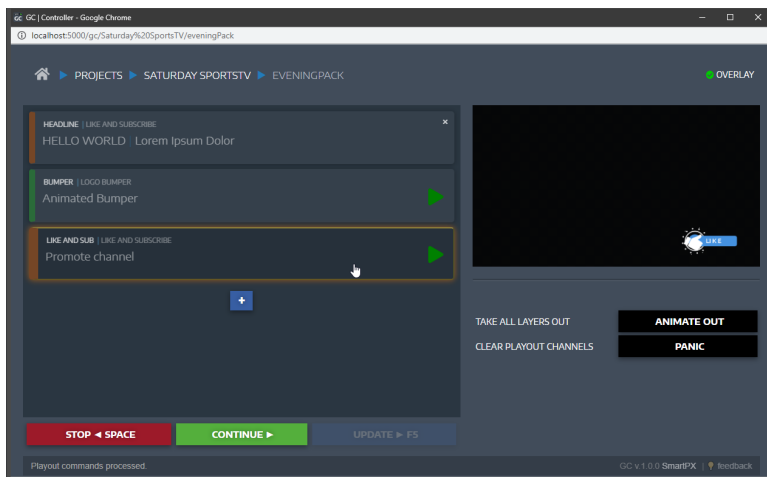 GC | Controller - Google Chrome
localhost:5000/gc/Saturday%20SportsTV/eveningPack
PROJECTS SATURDAY SPORTSTV EVENINGPACK
OVERLAY
HEADLINE | LIKE AND SUBSCRIBE
HELLO WORLD | Lorem Ipsum Dolor
BUMPER | LOGO BUMPER
Animated Bumper
LIKE AND SUB | LIKE AND SUBSCRIBE
Promote channel
+
LIKE
TAKE ALL LAYERS OUT ANIMATE OUT
CLEAR PLAYOUT CHANNELS PANIC
STOP ◄ SPACE CONTINUE ► UPDATE ► F5
Playout commands processed.
GC v.1.0.0 SmartPX | feedback